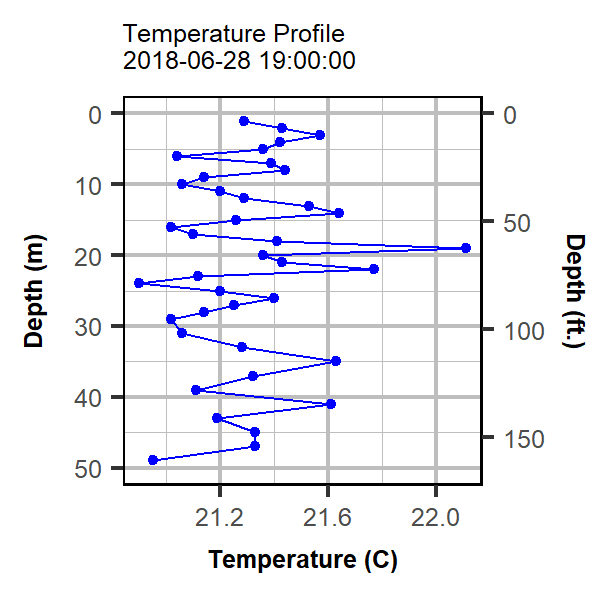 Temperature Profile
2018-06-28 19:00:00
0
10
20
30
40
50
Depth (m)
0
50
100
150
Depth (ft.)
21.2 21.6 22.0
Temperature (C)